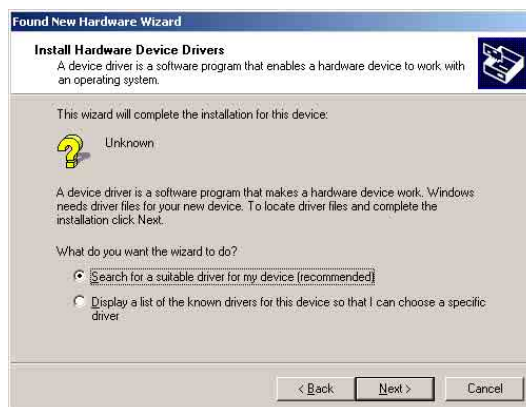 Found New Hardware Wizard
Install Hardware Device Drivers
A device driver is a software program that enables a hardware device to work with
an operating system.
This wizard will complete the installation for this device:
Unknown
A device driver is a software program that makes a hardware device work. Windows
needs driver files for your new device. To locate driver files and complete the
installation click Next.
What do you want the wizard to do?
Search for a suitable driver for my device (recommended)
Display a list of the known drivers for this device so that I can choose a specific
driver
< Back
Next >
Cancel